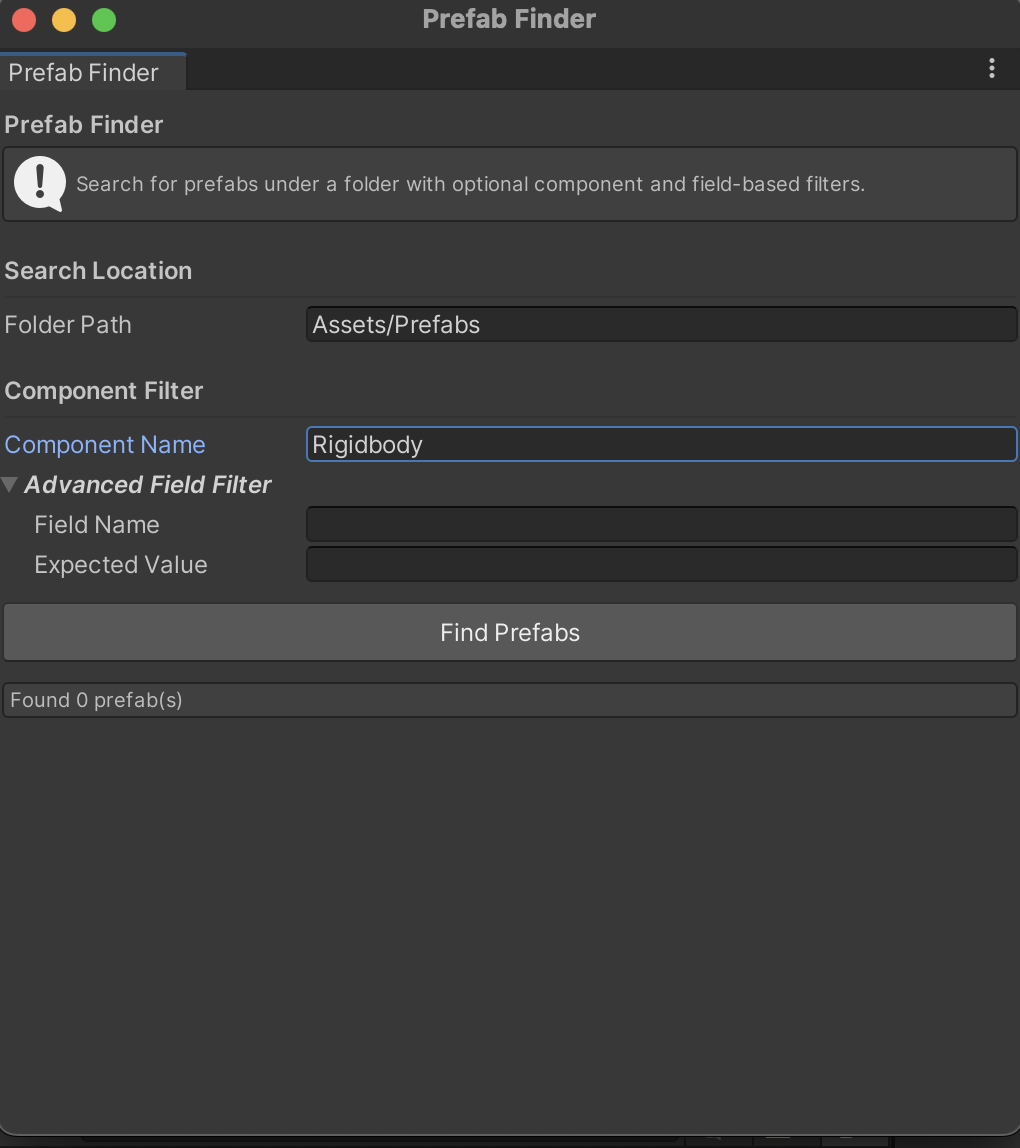 Prefab Finder
Prefab Finder
Prefab Finder
Search for prefabs under a folder with optional component and field-based filters.
Search Location
Folder Path Assets/Prefabs
Component Filter
Component Name Rigidbody
Advanced Field Filter
Field Name
Expected Value
Find Prefabs
Found 0 prefab(s)